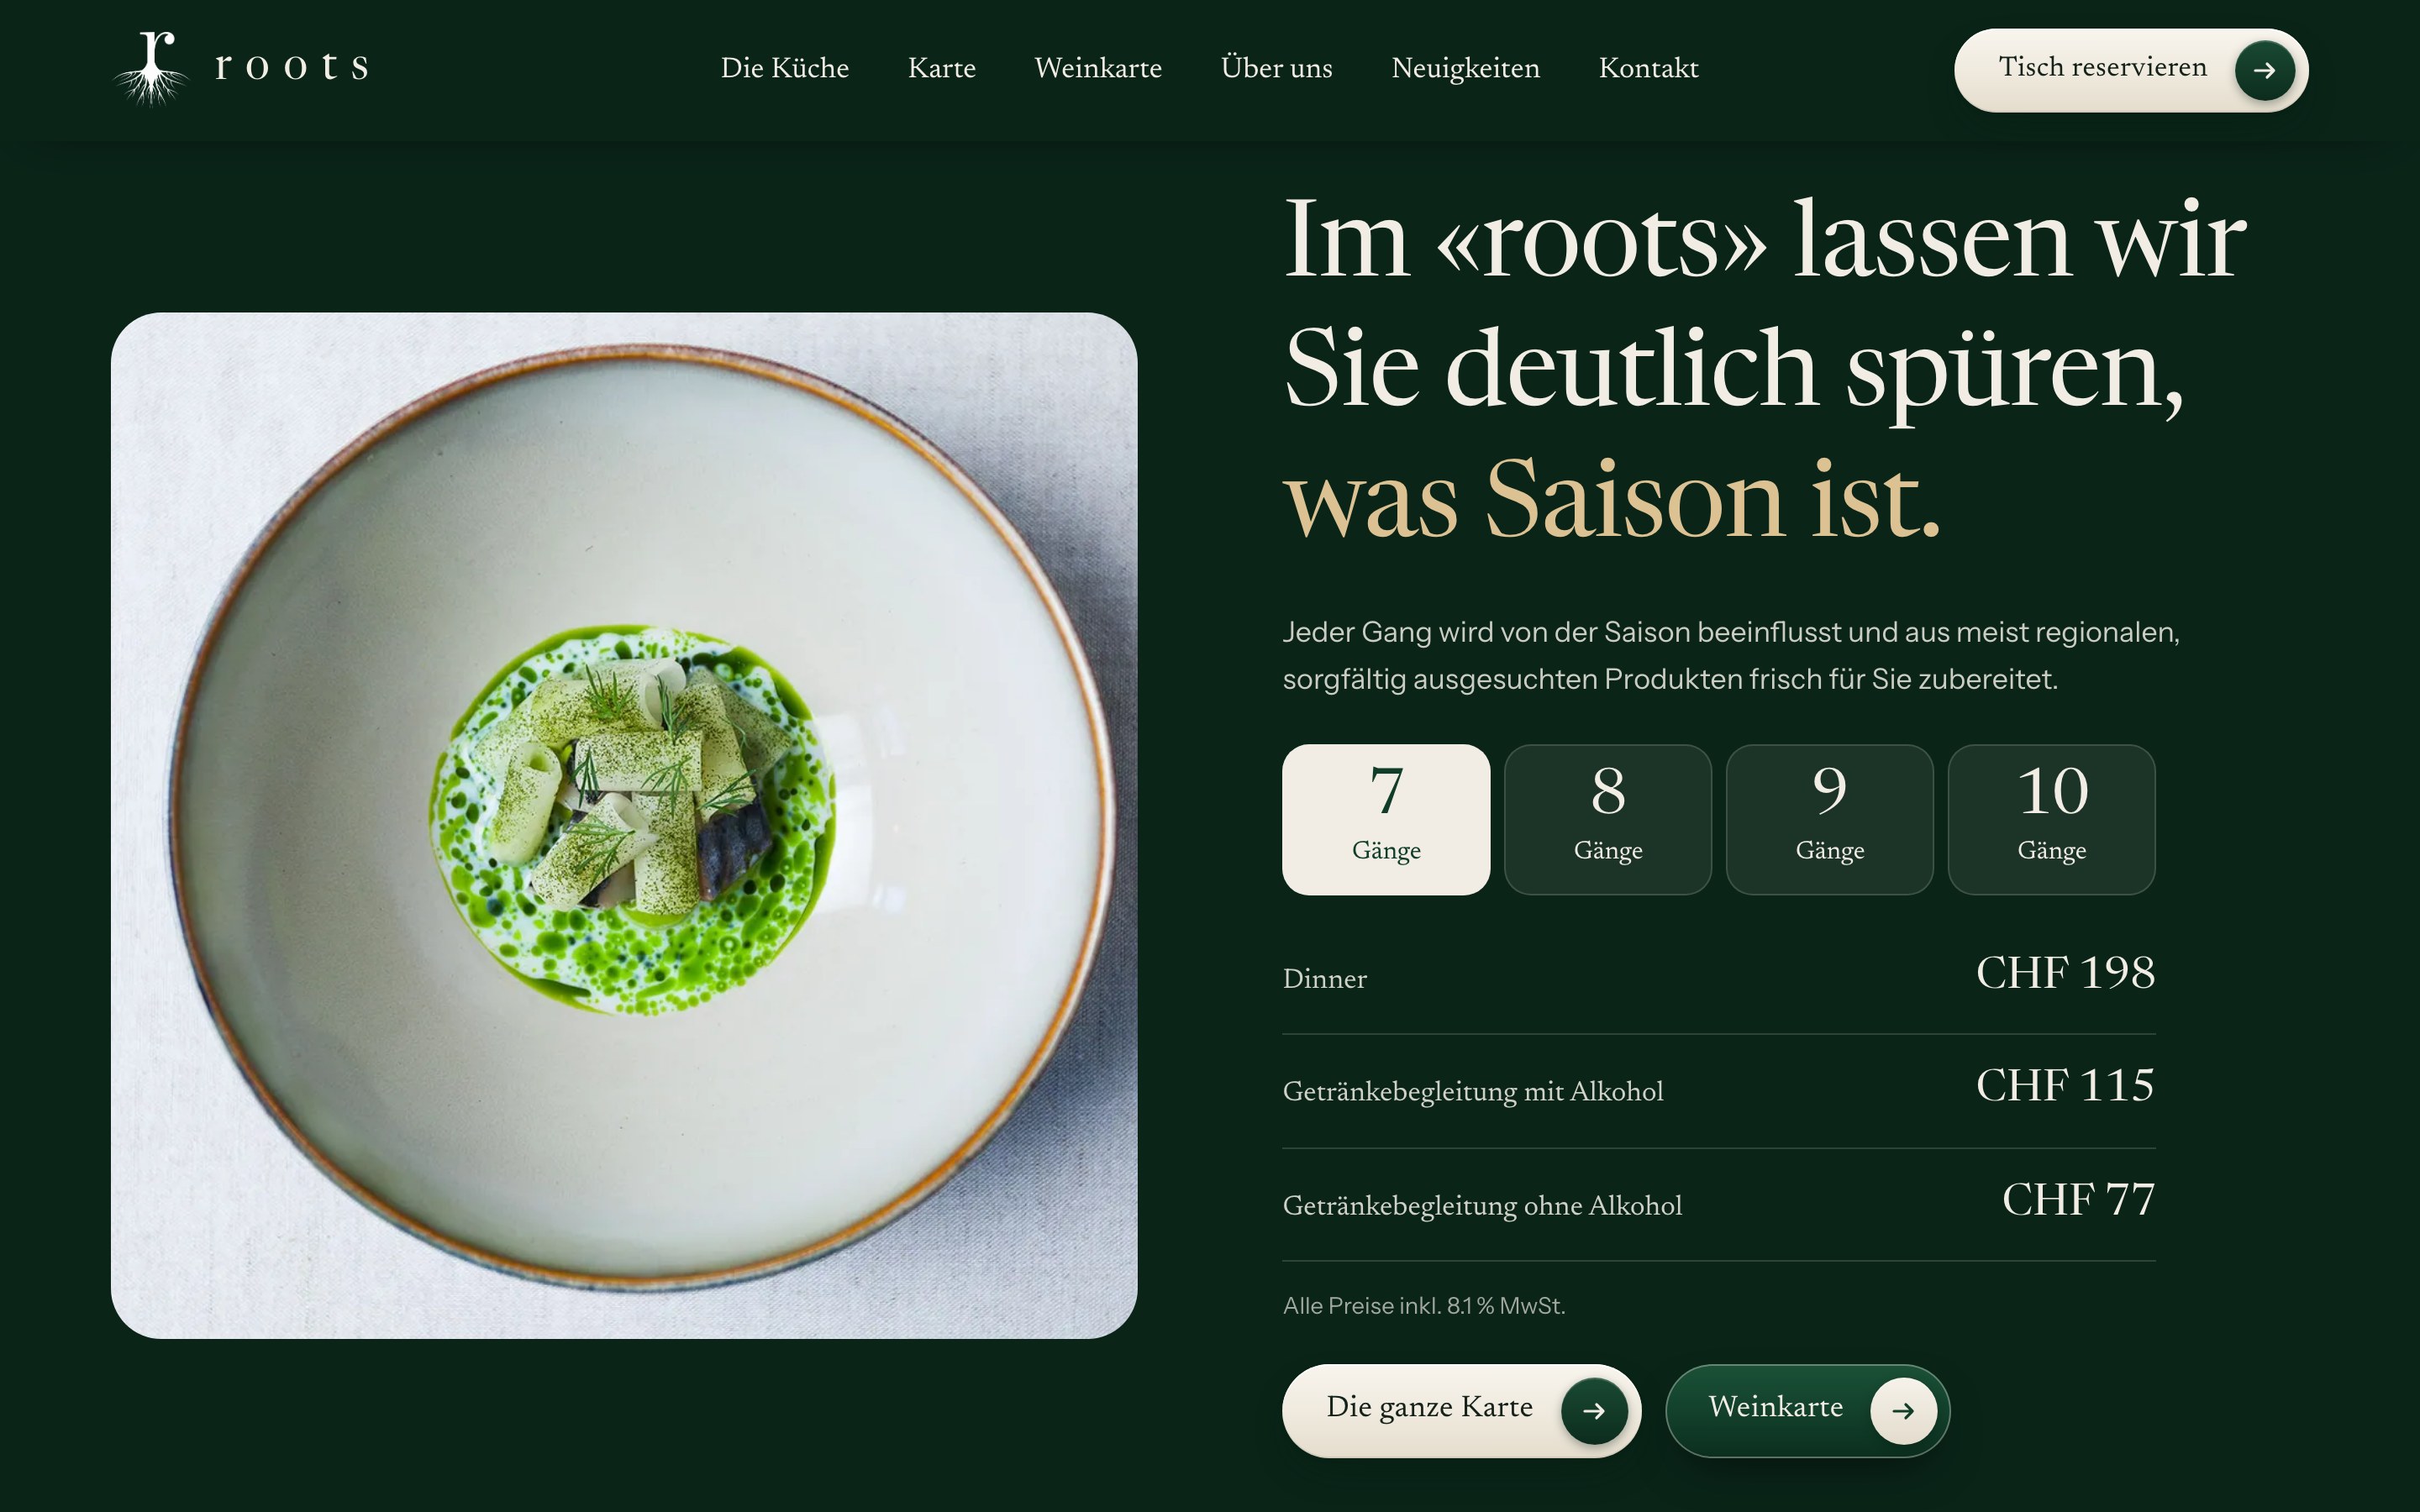 r
roots
Die Küche
Karte
Weinkarte
Über uns
Neuigkeiten
Kontakt
Tisch reservieren
Im «roots» lassen wir
Sie deutlich spüren,
was Saison ist.
Jeder Gang wird von der Saison beeinflusst und aus meist regionalen,
sorgfältig ausgesuchten Produkten frisch für Sie zubereitet.
7
Gänge
8
Gänge
9
Gänge
10
Gänge
Dinner CHF 198
Getränkebegleitung mit Alkohol CHF 115
Getränkebegleitung ohne Alkohol CHF 77
Alle Preise inkl. 8.1 % MwSt.
Die ganze Karte
Weinkarte